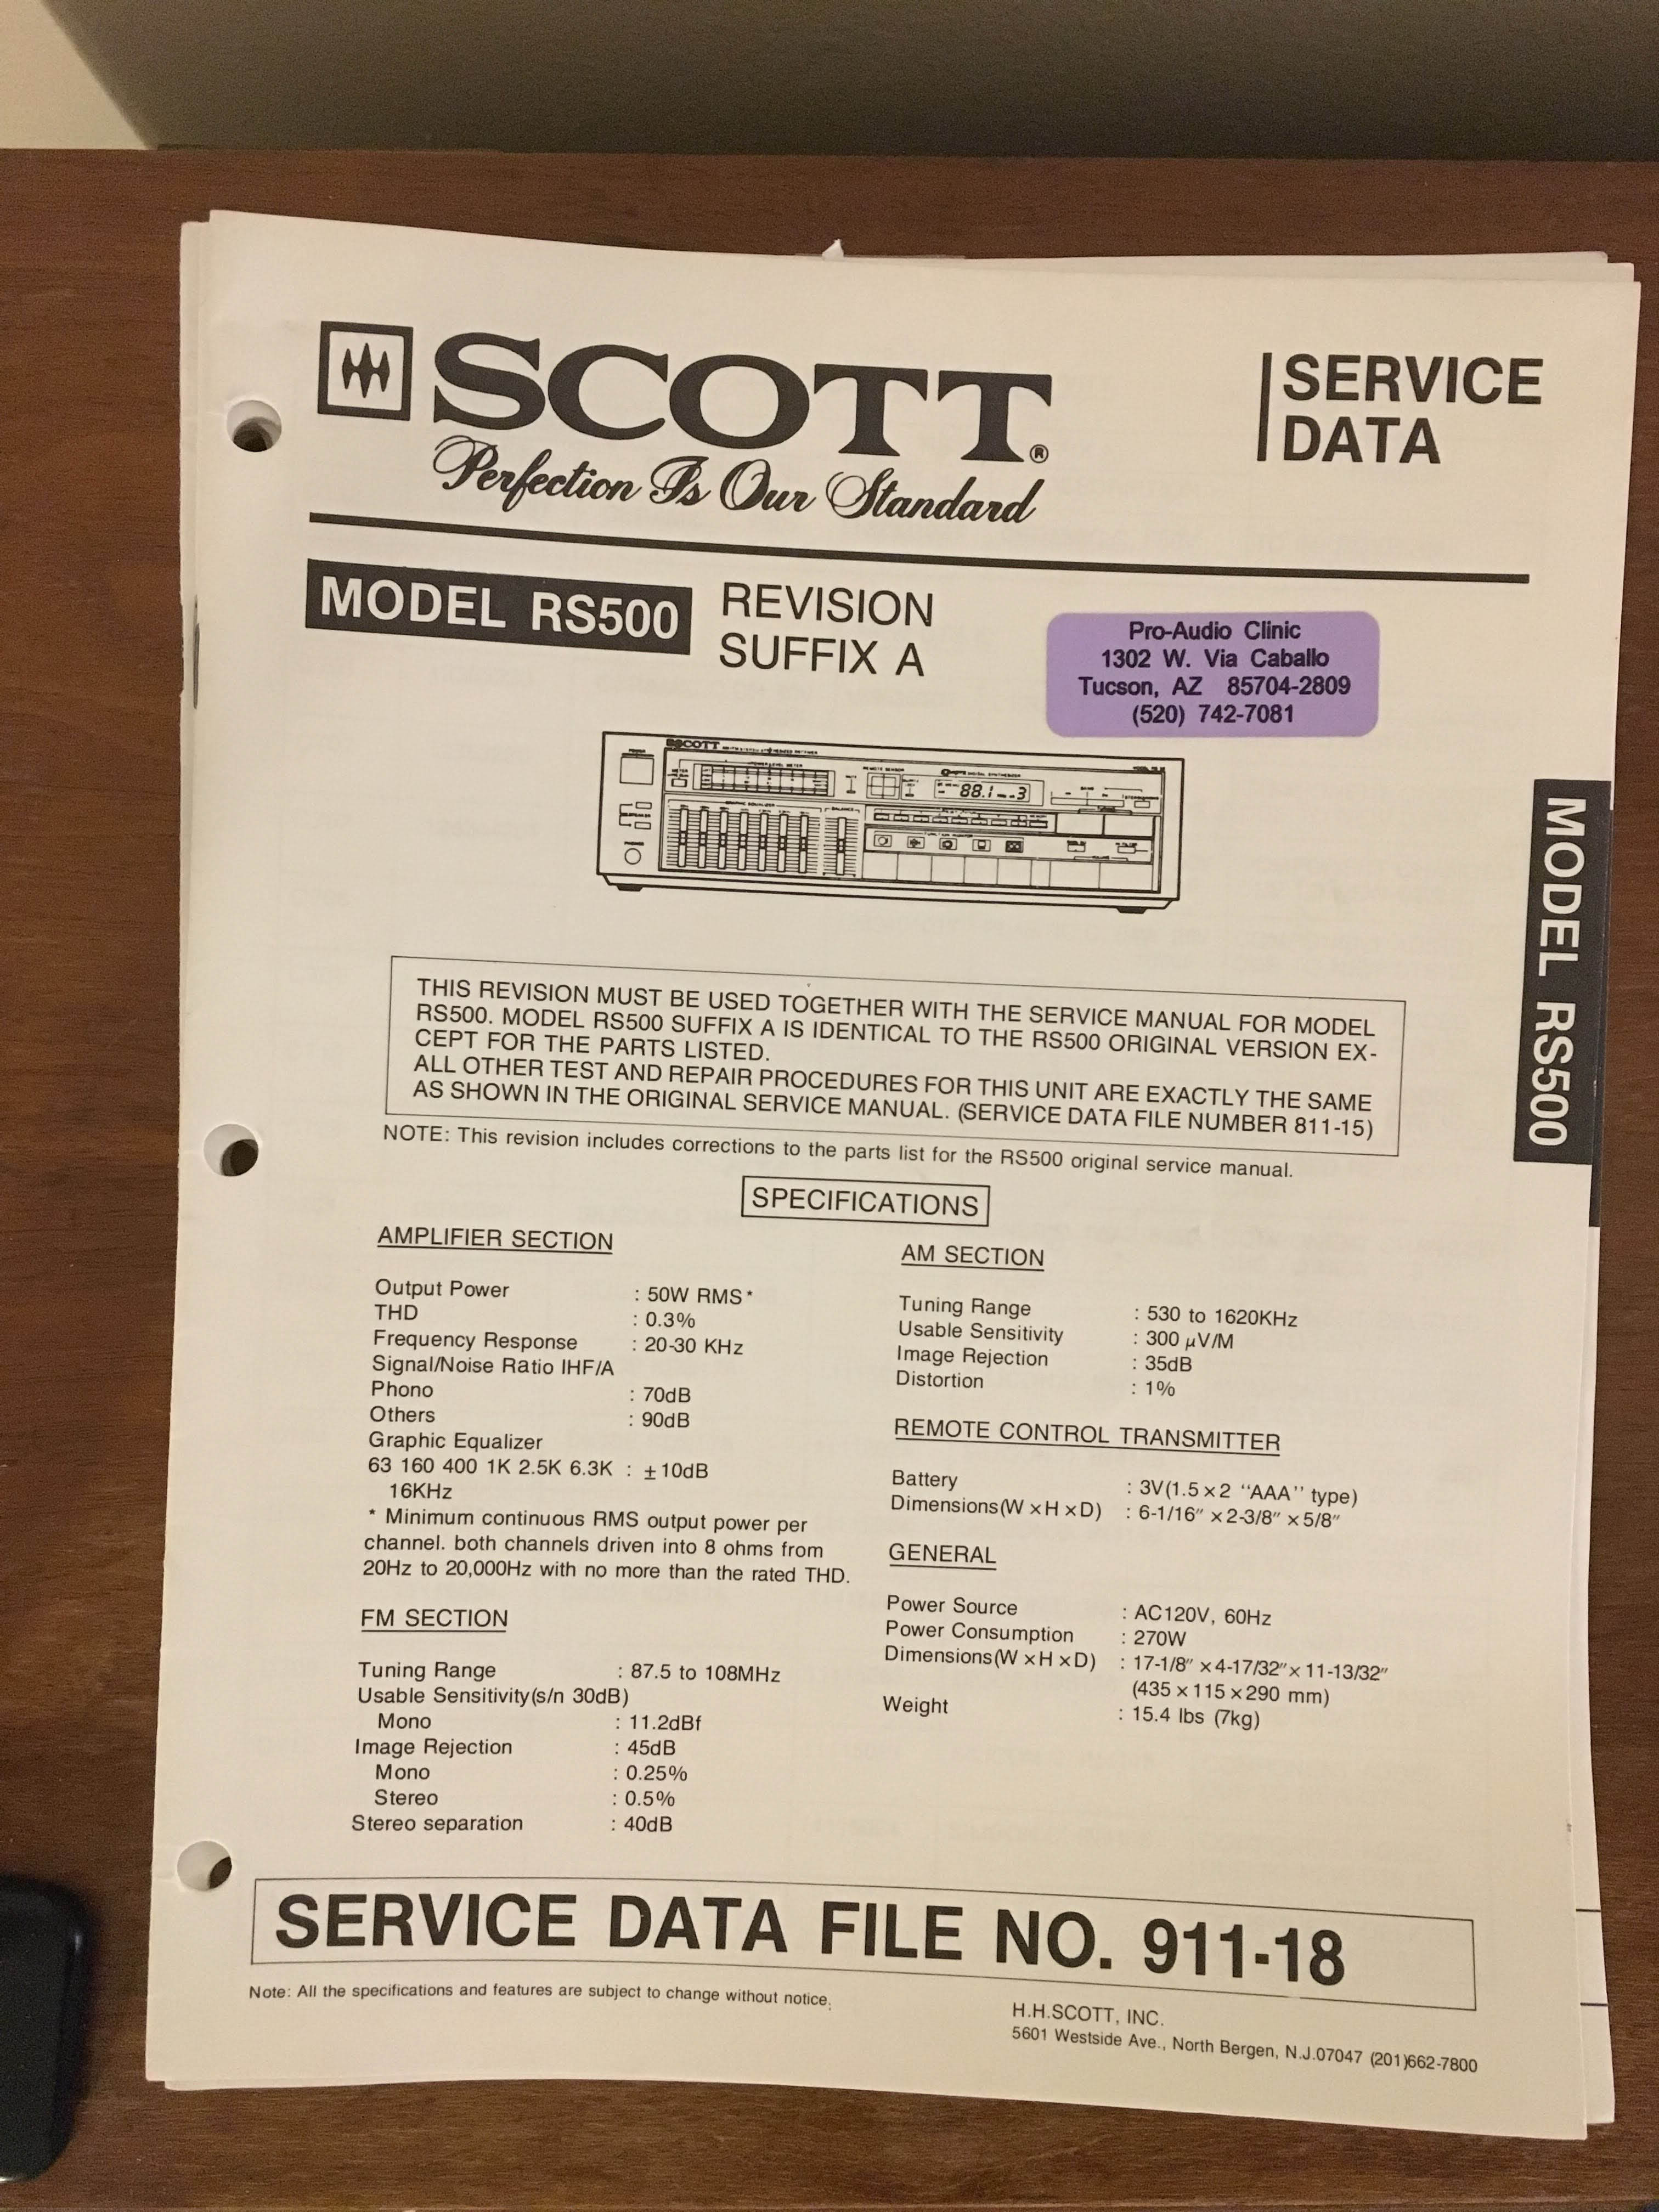 SCOTT®
Perfection Is Our Standard
SERVICE
DATA
MODEL RS500
REVISION
SUFFIX A
Pro-Audio Clinic
1302 W. Via Caballo
Tucson, AZ 85704-2809
(520) 742-7081
SCOTT
88.1 3
MODEL RS500
THIS REVISION MUST BE USED TOGETHER WITH THE SERVICE MANUAL FOR MODEL
RS500. MODEL RS500 SUFFIX A IS IDENTICAL TO THE RS500 ORIGINAL VERSION EX-
CEPT FOR THE PARTS LISTED.
ALL OTHER TEST AND REPAIR PROCEDURES FOR THIS UNIT ARE EXACTLY THE SAME
AS SHOWN IN THE ORIGINAL SERVICE MANUAL. (SERVICE DATA FILE NUMBER 811-15)
NOTE: This revision includes corrections to the parts list for the RS500 original service manual.
SPECIFICATIONS
AMPLIFIER SECTION
Output Power : 50W RMS*
THD : 0.3%
Frequency Response : 20-30 KHz
Signal/Noise Ratio IHF/A
Phono : 70dB
Others : 90dB
Graphic Equalizer
63 160 400 1K 2.5K 6.3K : ±10dB
16KHz
* Minimum continuous RMS output power per
channel. both channels driven into 8 ohms from
20Hz to 20,000Hz with no more than the rated THD.
FM SECTION
Tuning Range : 87.5 to 108MHz
Usable Sensitivity(s/n 30dB)
Mono : 11.2dBf
Image Rejection : 45dB
Mono : 0.25%
Stereo : 0.5%
Stereo separation : 40dB
AM SECTION
Tuning Range : 530 to 1620KHz
Usable Sensitivity : 300 µV/M
Image Rejection : 35dB
Distortion : 1%
REMOTE CONTROL TRANSMITTER
Battery : 3V(1.5×2 "AAA" type)
Dimensions(W×H×D) : 6-1/16″×2-3/8″×5/8″
GENERAL
Power Source : AC120V, 60Hz
Power Consumption : 270W
Dimensions(W×H×D) : 17-1/8″×4-17/32″×11-13/32″
(435×115×290 mm)
Weight : 15.4 lbs (7kg)
SERVICE DATA FILE NO. 911-18
Note: All the specifications and features are subject to change without notice.
H.H.SCOTT, INC.
5601 Westside Ave., North Bergen, N.J.07047 (201)662-7800